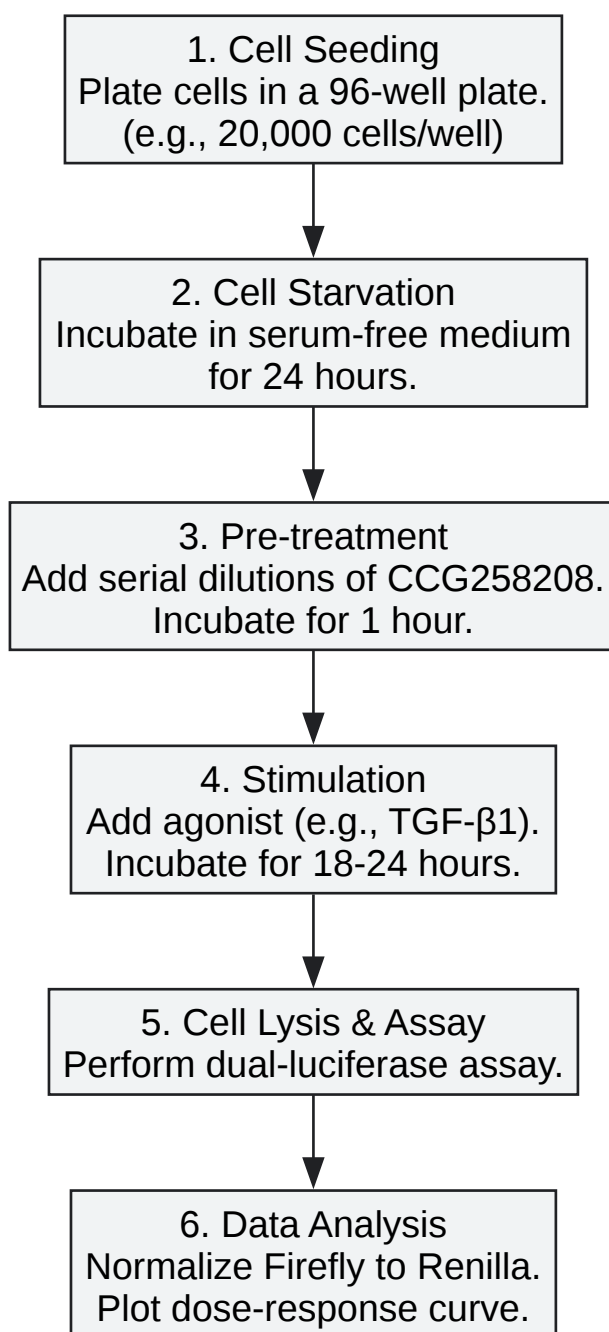 1. Cell Seeding
Plate cells in a 96-well plate.
(e.g., 20,000 cells/well)
2. Cell Starvation
Incubate in serum-free medium
for 24 hours.
3. Pre-treatment
Add serial dilutions of CCG258208.
Incubate for 1 hour.
4. Stimulation
Add agonist (e.g., TGF-β1).
Incubate for 18-24 hours.
5. Cell Lysis & Assay
Perform dual-luciferase assay.
6. Data Analysis
Normalize Firefly to Renilla.
Plot dose-response curve.